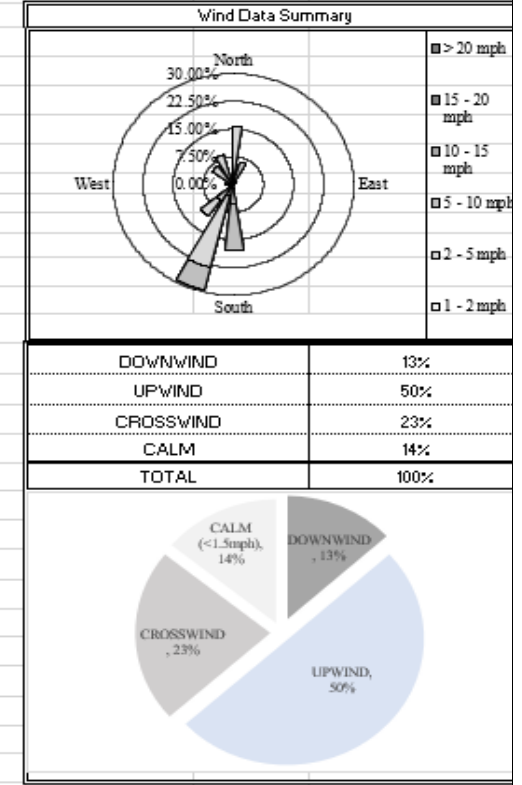 Wind Data Summary
North
30.00%
22.50%
15.00%
7.50%
0.00%
West
East
South
> 20 mph
15 - 20
mph
10 - 15
mph
5 - 10 mph
2 - 5 mph
1 - 2 mph
DOWNWIND 13%
UPWIND 50%
CROSSWIND 23%
CALM 14%
TOTAL 100%
CALM
(<1.5mph),
14%
DOWNWIND
, 13%
CROSSWIND
, 23%
UPWIND,
50%